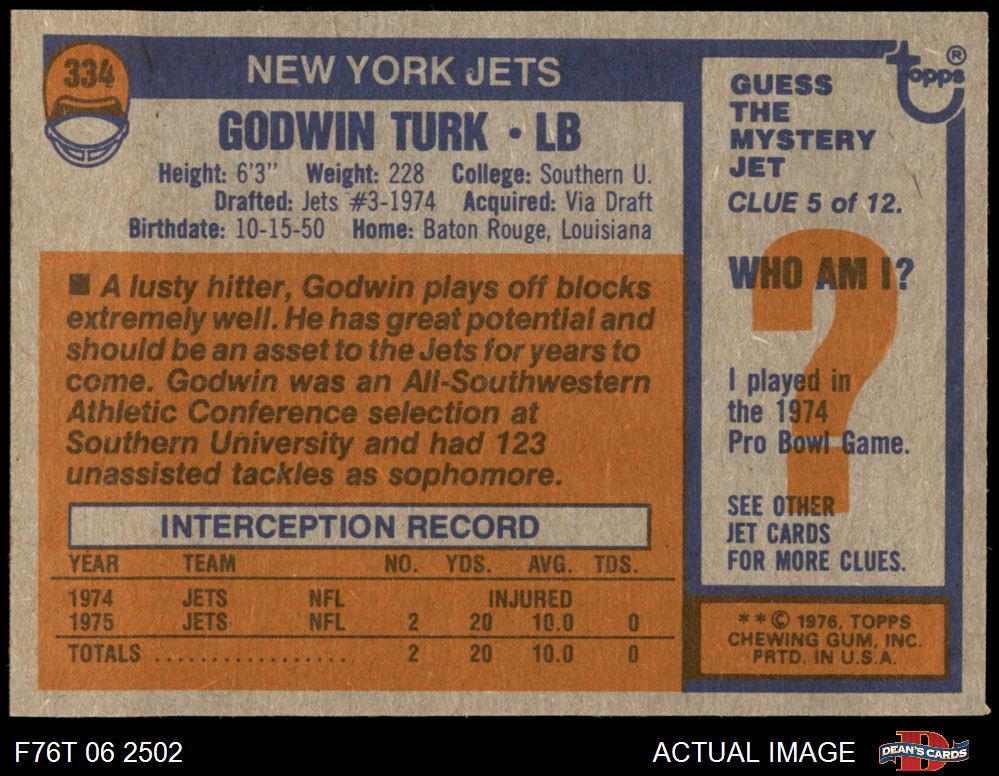 334
NEW YORK JETS
GODWIN TURK • LB
Height: 6'3" Weight: 228 College: Southern U.
Drafted: Jets #3-1974 Acquired: Via Draft
Birthdate: 10-15-50 Home: Baton Rouge, Louisiana
■ A lusty hitter, Godwin plays off blocks
extremely well. He has great potential and
should be an asset to the Jets for years to
come. Godwin was an All-Southwestern
Athletic Conference selection at
Southern University and had 123
unassisted tackles as sophomore.
INTERCEPTION RECORD
YEAR TEAM NO. YDS. AVG. TDS.
1974 JETS NFL INJURED
1975 JETS NFL 2 20 10.0 0
TOTALS .................... 2 20 10.0 0
topps®
GUESS
THE
MYSTERY
JET
CLUE 5 of 12.
WHO AM I?
?
I played in
the 1974
Pro Bowl Game.
SEE OTHER
JET CARDS
FOR MORE CLUES.
**© 1976, TOPPS
CHEWING GUM, INC.
PRTD. IN U.S.A.
F76T 06 2502
ACTUAL IMAGE
DEAN'S CARDS